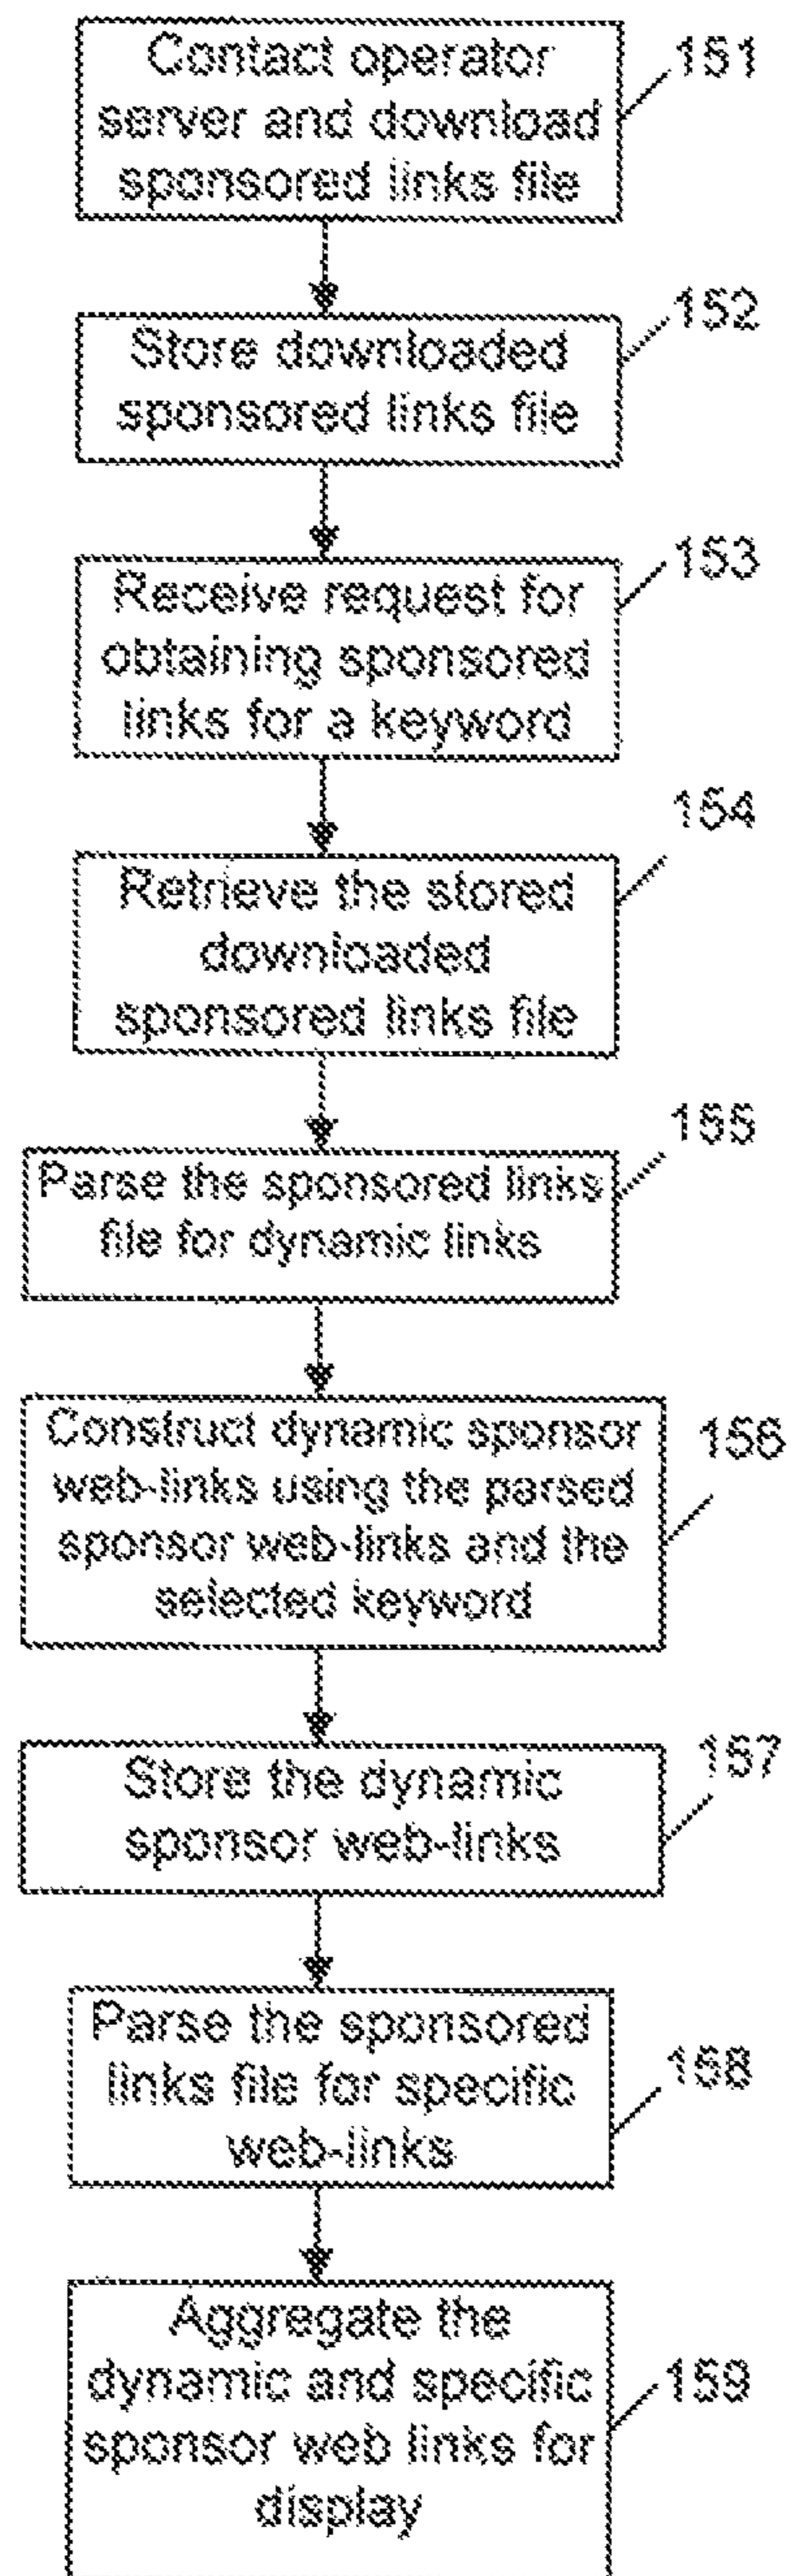 Contact operator
server and download
sponsored links file
151
Store downloaded
sponsored links file
152
Receive request for
obtaining sponsored
links for a keyword
153
Retrieve the stored
downloaded
sponsored links file
154
Parse the sponsored links
file for dynamic links
155
Construct dynamic sponsor
web-links using the parsed
sponsor web-links and the
selected keyword
156
Store the dynamic
sponsor web-links
157
Parse the sponsored
links file for specific
web-links
158
Aggregate the
dynamic and specific
sponsor web links for
display
159